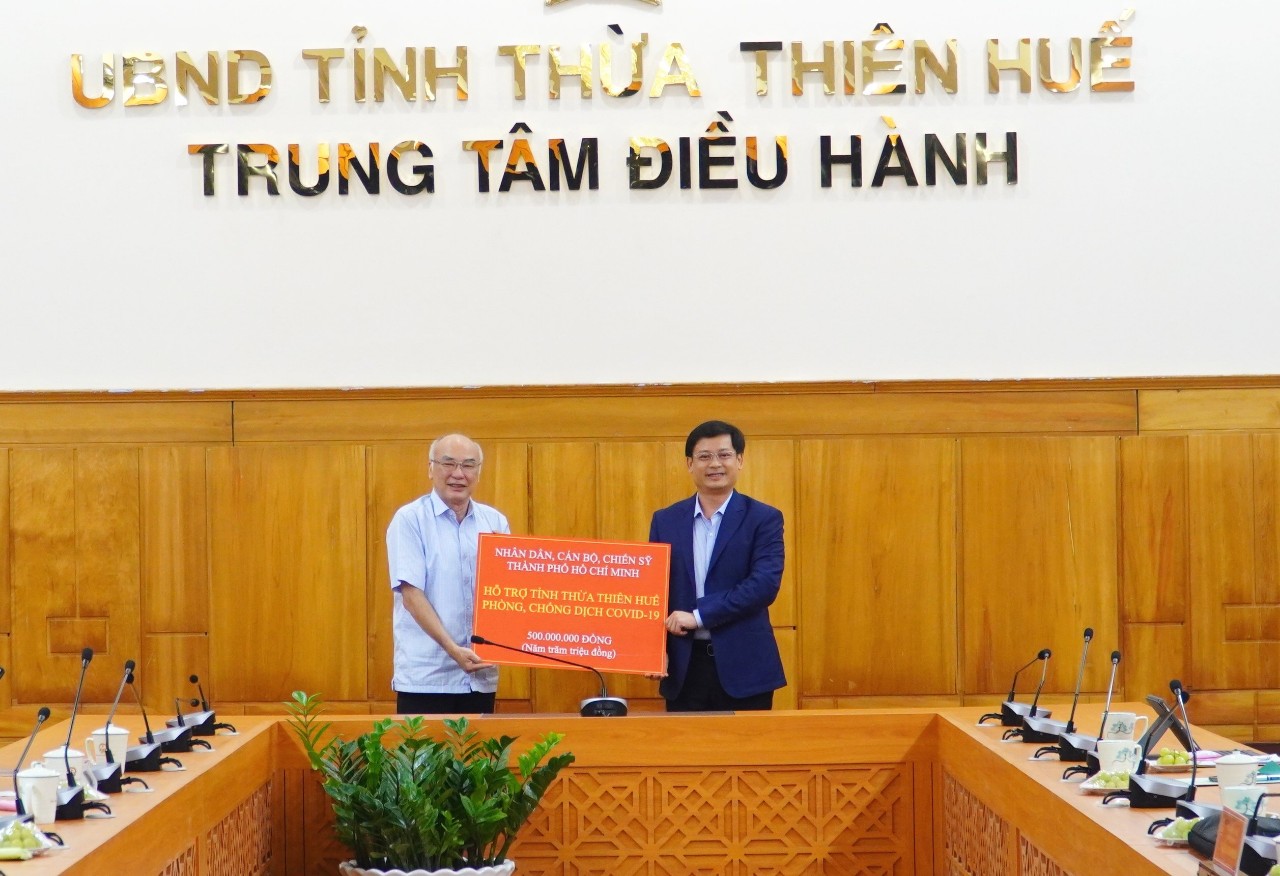 UBND TỈNH THỪA THIÊN HUẾ
TRUNG TÂM ĐIỀU HÀNH
NHÂN DÂN, CÁN BỘ, CHIẾN SỸ
THÀNH PHỐ HỒ CHÍ MINH
HỖ TRỢ TỈNH THỪA THIÊN HUẾ
PHÒNG, CHỐNG DỊCH COVID-19
500.000.000 ĐỒNG
(Năm trăm triệu đồng)